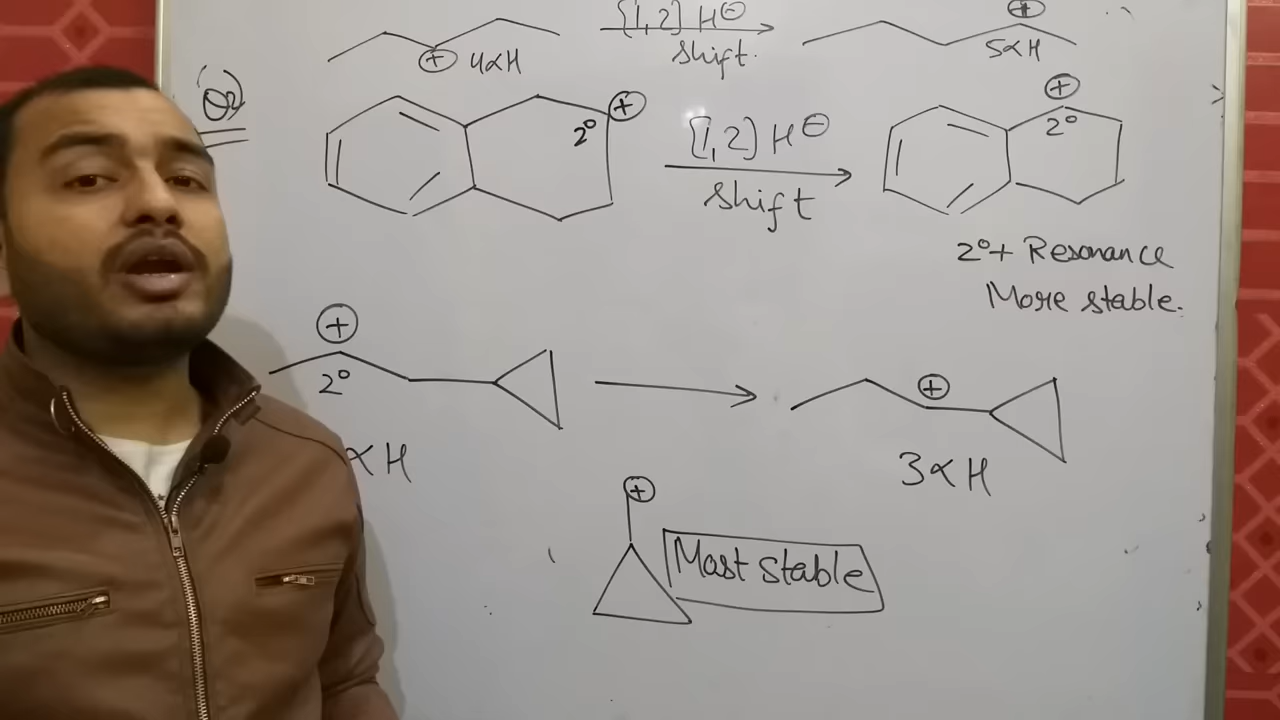 [1,2] H⊖
Shift.
⊕ 4αH
⊕
5αH
Q2)
2° ⊕
[1,2] H⊖
Shift
⊕
2°
2°+ Resonance
More stable.
⊕
2°
αH
⊕
3αH
⊕
Most stable